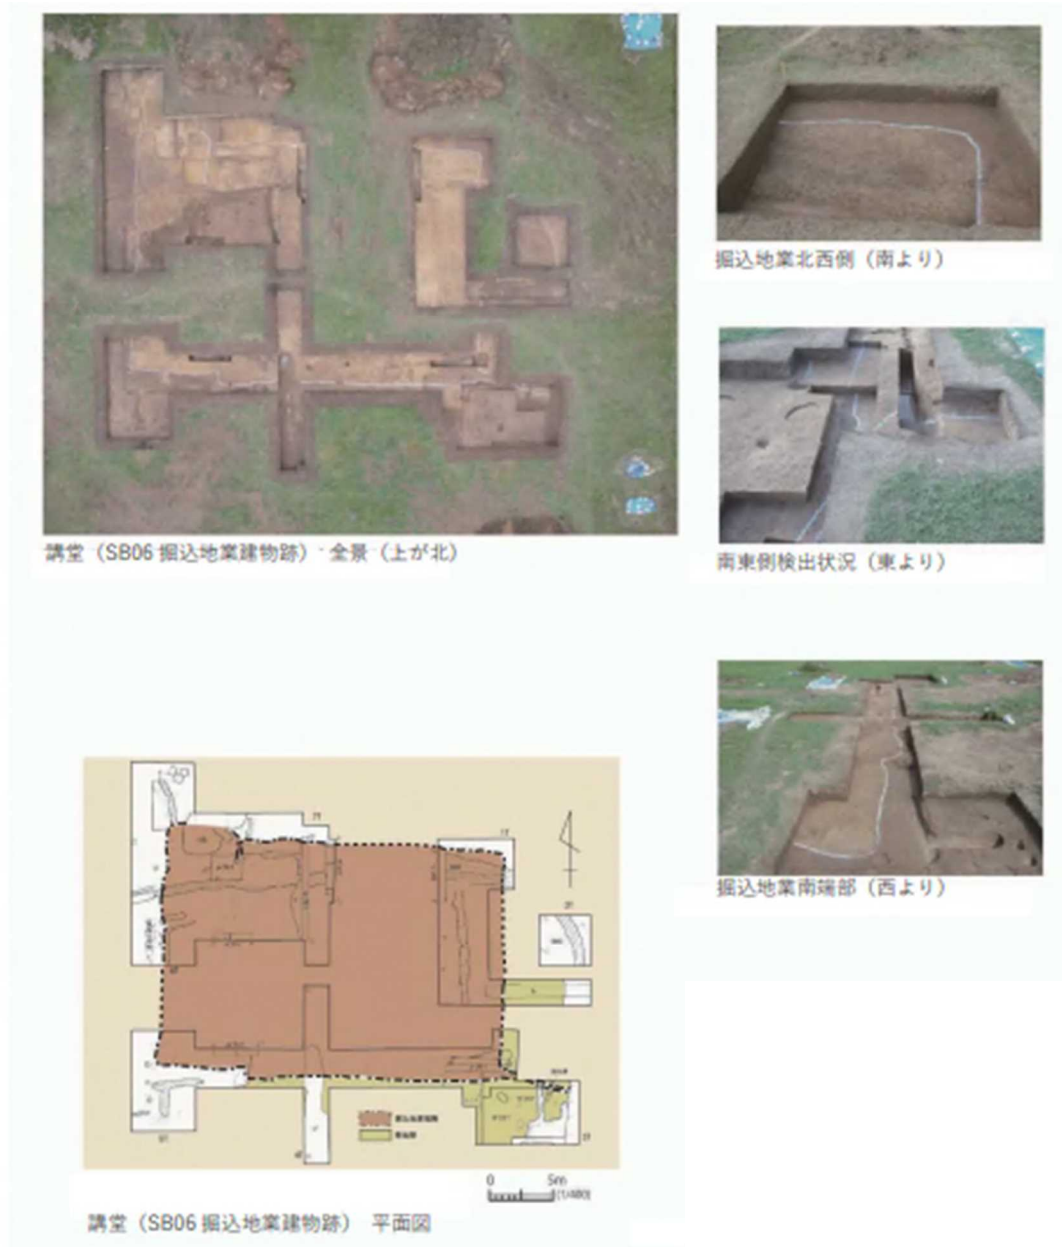 講堂（SB06 掘込地業建物跡）全景（上が北）
掘込地業北西側（南より）
南東側検出状況（東より）
掘込地業南端部（西より）
0 5m
(1/400)
講堂（SB06 掘込地業建物跡） 平面図